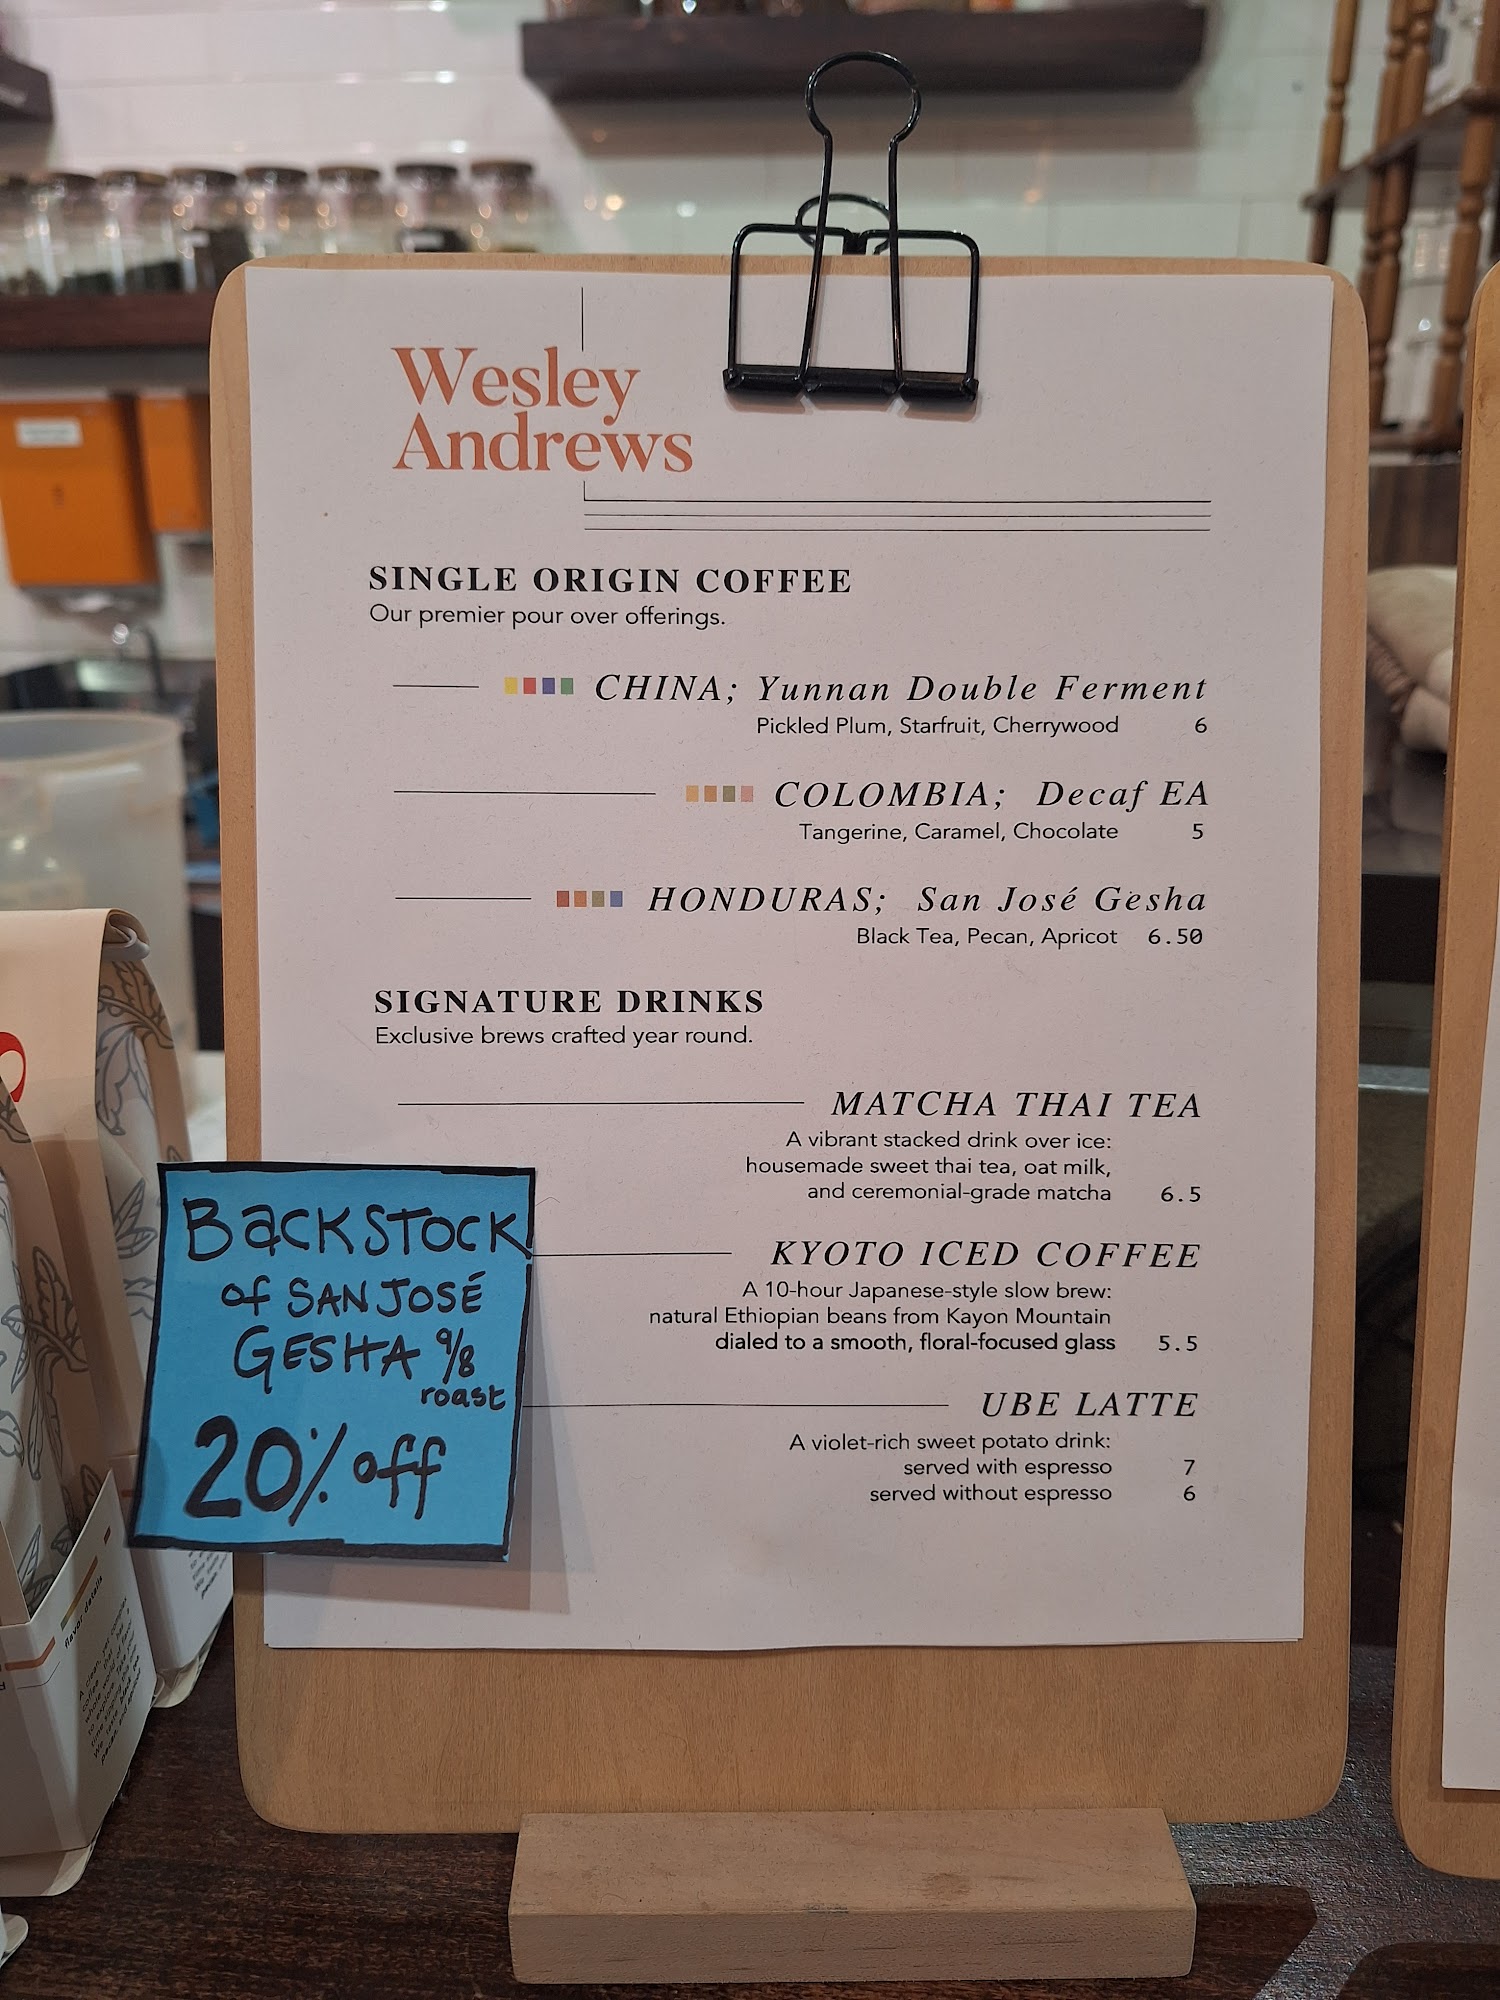 Wesley
Andrews
SINGLE ORIGIN COFFEE
Our premier pour over offerings.
CHINA; Yunnan Double Ferment
Pickled Plum, Starfruit, Cherrywood 6
COLOMBIA; Decaf EA
Tangerine, Caramel, Chocolate 5
HONDURAS; San José Gesha
Black Tea, Pecan, Apricot 6.50
SIGNATURE DRINKS
Exclusive brews crafted year round.
MATCHA THAI TEA
A vibrant stacked drink over ice:
housemade sweet thai tea, oat milk,
and ceremonial-grade matcha 6.5
KYOTO ICED COFFEE
A 10-hour Japanese-style slow brew:
natural Ethiopian beans from Kayon Mountain
dialed to a smooth, floral-focused glass 5.5
UBE LATTE
A violet-rich sweet potato drink:
served with espresso 7
served without espresso 6
BackSTOCK
of SAN JOSÉ
GESHA 9/8
roast
20% off
flavor details